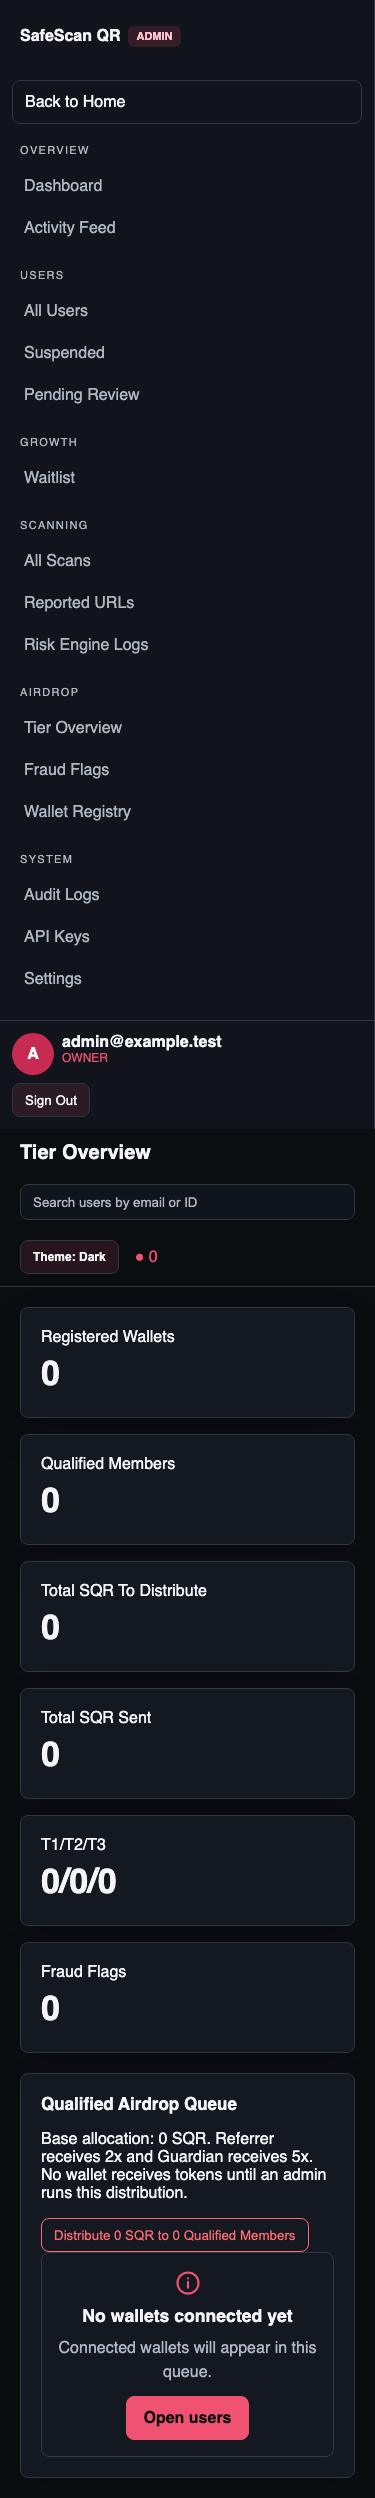 SafeScan QR ADMIN
Back to Home
OVERVIEW
Dashboard
Activity Feed
USERS
All Users
Suspended
Pending Review
GROWTH
Waitlist
SCANNING
All Scans
Reported URLs
Risk Engine Logs
AIRDROP
Tier Overview
Fraud Flags
Wallet Registry
SYSTEM
Audit Logs
API Keys
Settings
A
admin@example.test
OWNER
Sign Out
Tier Overview
Search users by email or ID
Theme: Dark
0
Registered Wallets
0
Qualified Members
0
Total SQR To Distribute
0
Total SQR Sent
0
T1/T2/T3
0/0/0
Fraud Flags
0
Qualified Airdrop Queue
Base allocation: 0 SQR. Referrer
receives 2x and Guardian receives 5x.
No wallet receives tokens until an admin
runs this distribution.
Distribute 0 SQR to 0 Qualified Members
No wallets connected yet
Connected wallets will appear in this
queue.
Open users